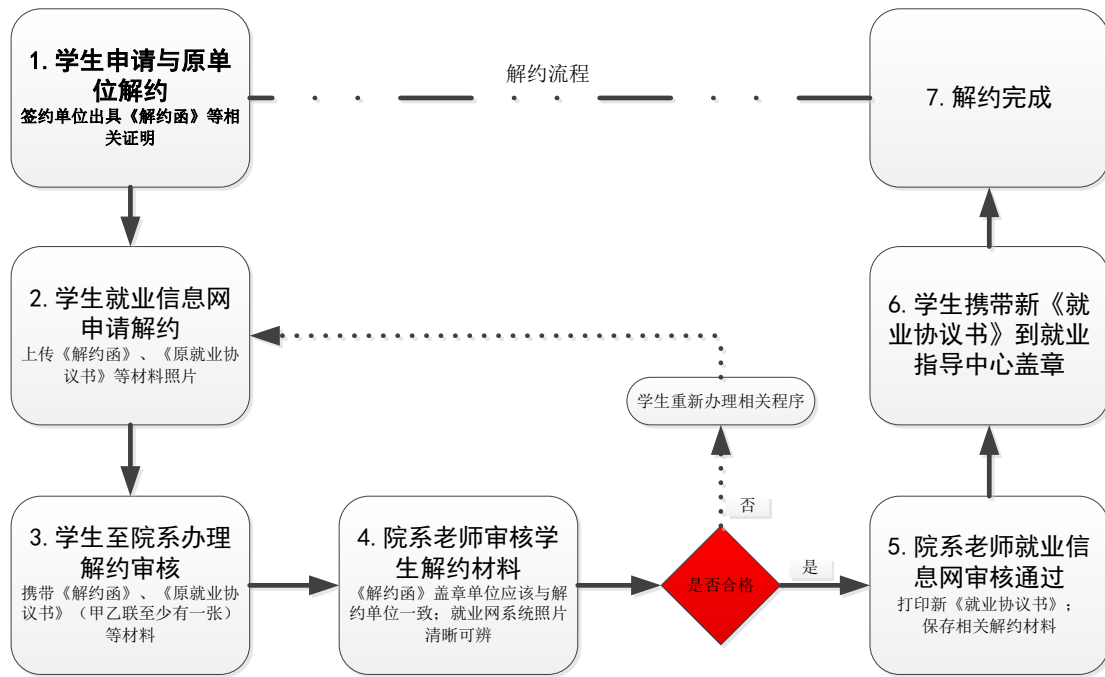 1. 学生申请与原单
位解约
签约单位出具《解约函》等相
关证明
解约流程
7. 解约完成
2. 学生就业信息网
申请解约
上传《解约函》、《原就业协
议书》等材料照片
6. 学生携带新《就
业协议书》到就业
指导中心盖章
学生重新办理相关程序
否
3. 学生至院系办理
解约审核
携带《解约函》、《原就业协
议书》（甲乙联至少有一张）
等材料
4. 院系老师审核学
生解约材料
《解约函》盖章单位应该与解
约单位一致；就业网系统照片
清晰可辨
是否合格
是
5. 院系老师就业信
息网审核通过
打印新《就业协议书》；
保存相关解约材料